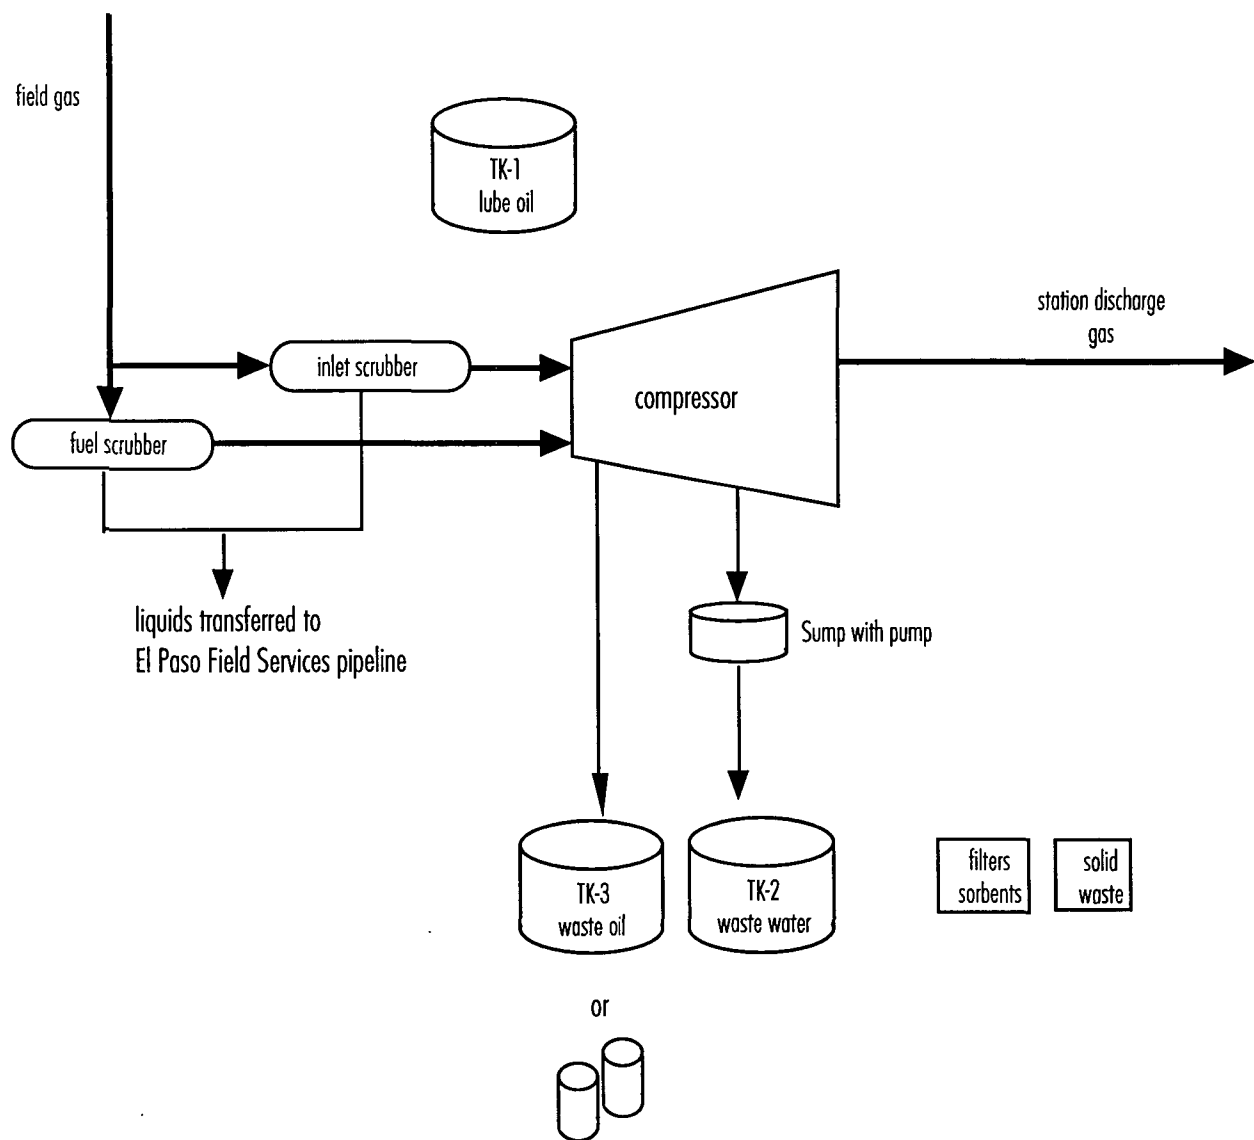 field gas
TK-1
lube oil
station discharge
gas
inlet scrubber
compressor
fuel scrubber
liquids transferred to
El Paso Field Services pipeline
Sump with pump
TK-3
waste oil
TK-2
waste water
filters
sorbents
solid
waste
or